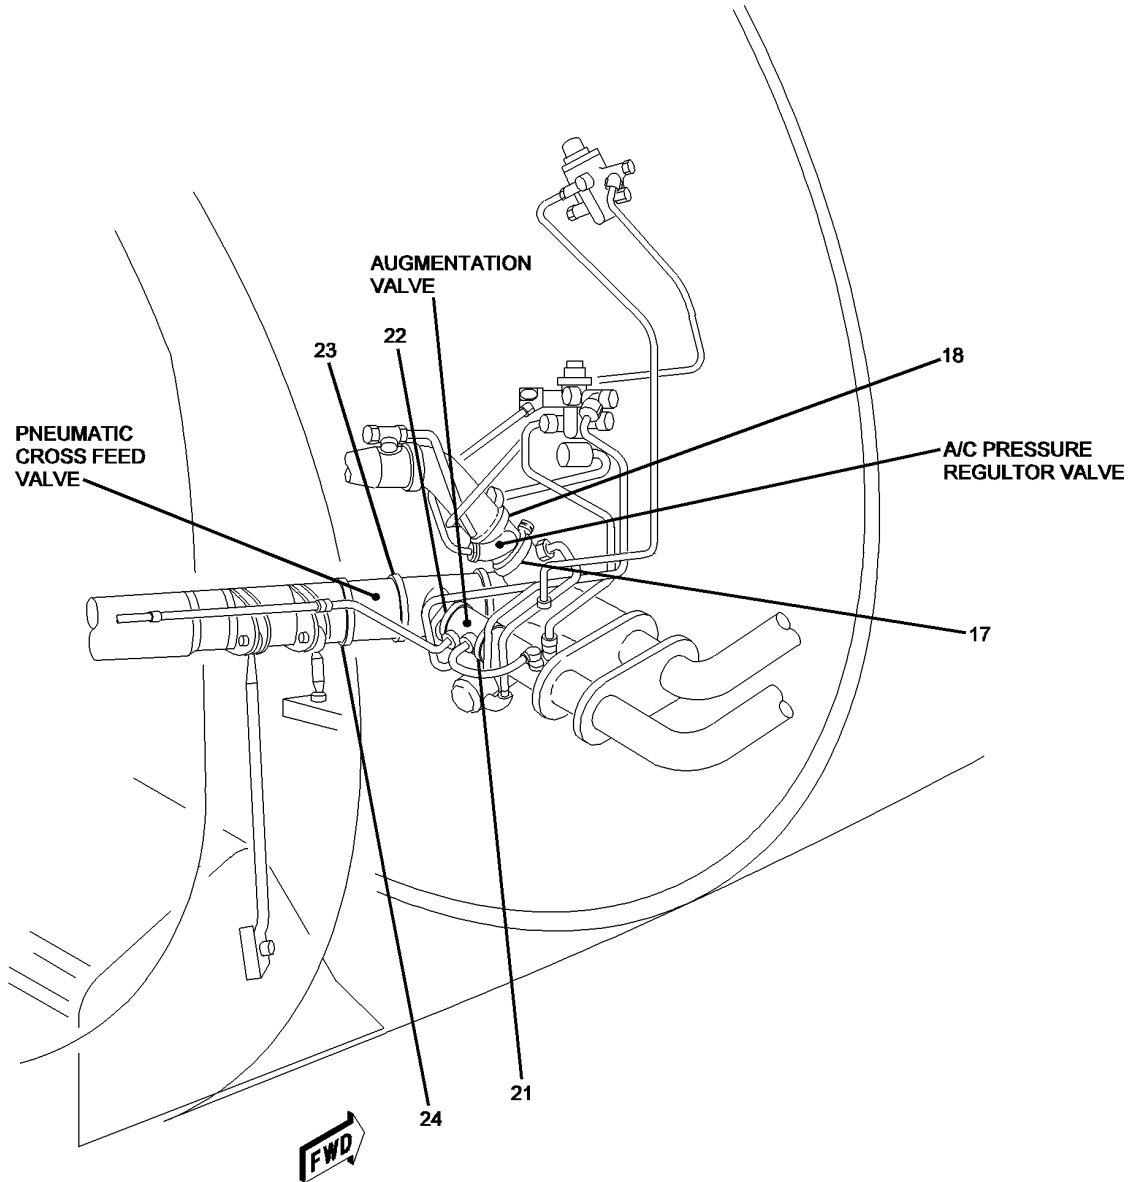 AUGMENTATION
VALVE
22
23
18
PNEUMATIC
CROSS FEED
VALVE
A/C PRESSURE
REGULTOR VALVE
17
21
24
FWD